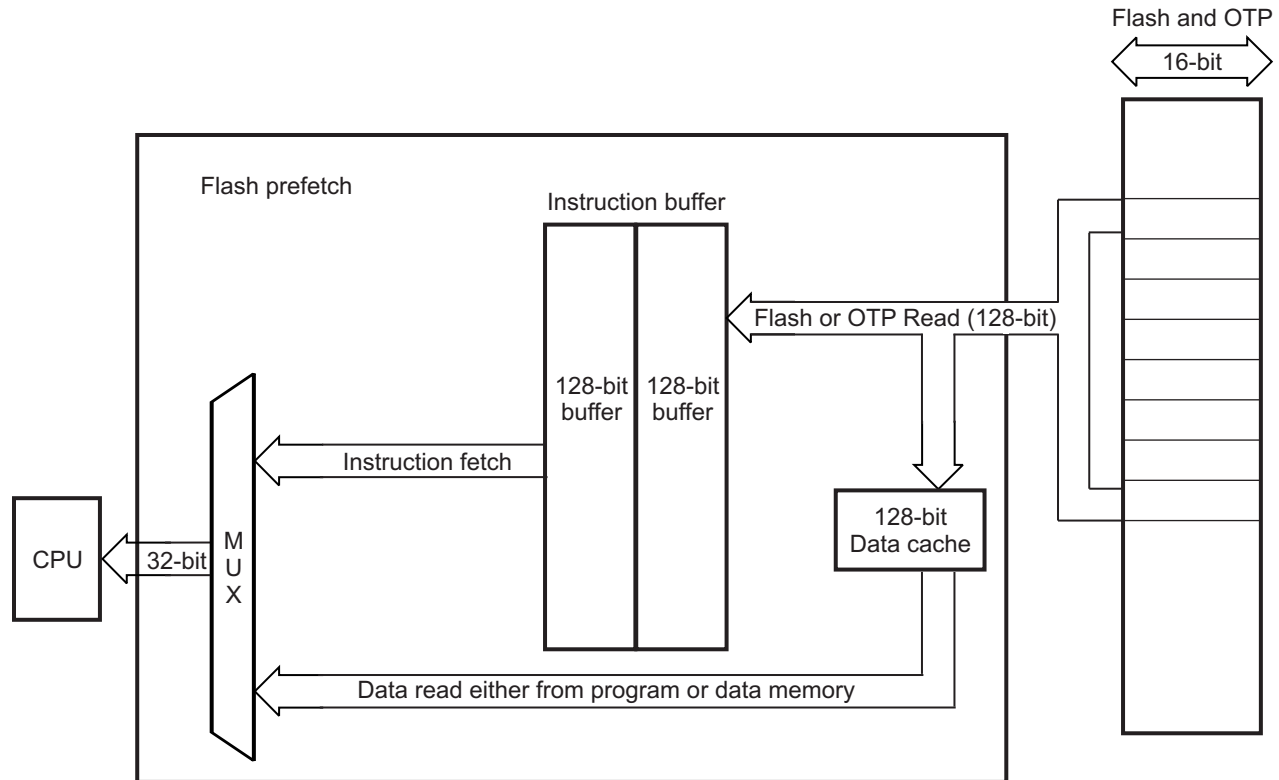 Flash and OTP
16-bit
Flash prefetch
Instruction buffer
Flash or OTP Read (128-bit)
128-bit
buffer
128-bit
buffer
Instruction fetch
128-bit
Data cache
CPU
32-bit
M
U
X
Data read either from program or data memory